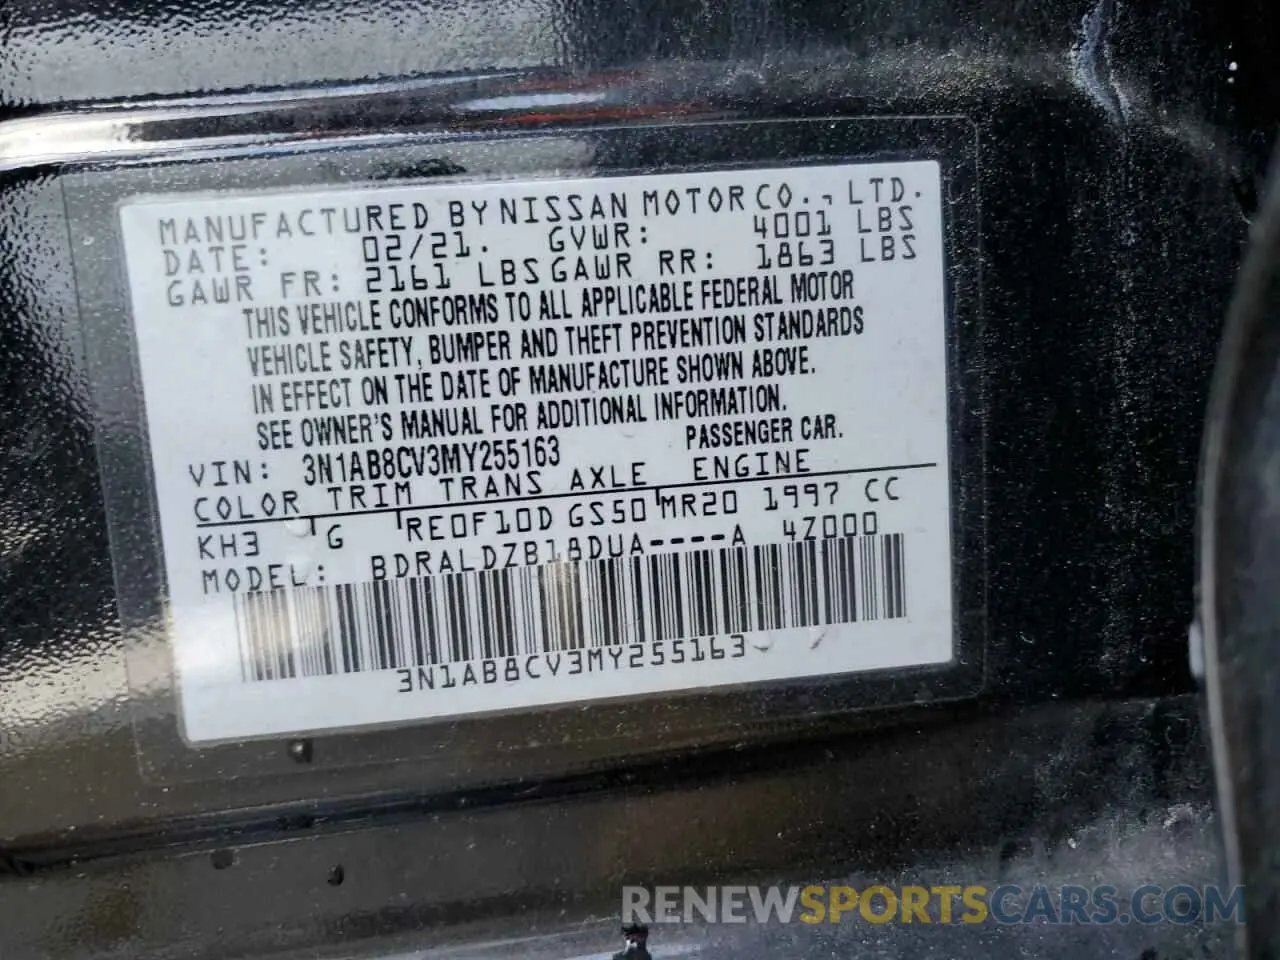 MANUFACTURED BY NISSAN MOTOR CO., LTD.
DATE: 02/21. GVWR: 4001 LBS
GAWR FR: 2161 LBS GAWR RR: 1863 LBS
THIS VEHICLE CONFORMS TO ALL APPLICABLE FEDERAL MOTOR
VEHICLE SAFETY, BUMPER AND THEFT PREVENTION STANDARDS
IN EFFECT ON THE DATE OF MANUFACTURE SHOWN ABOVE.
SEE OWNER'S MANUAL FOR ADDITIONAL INFORMATION.
VIN: 3N1AB8CV3MY255163 PASSENGER CAR.
COLOR TRIM TRANS AXLE ENGINE
KH3 G RE0F10D GS50 MR20 1997 CC
MODEL: BDRALDZB18DUA----A 4Z000
3N1AB8CV3MY255163
RENEWSPORTSCARS.COM